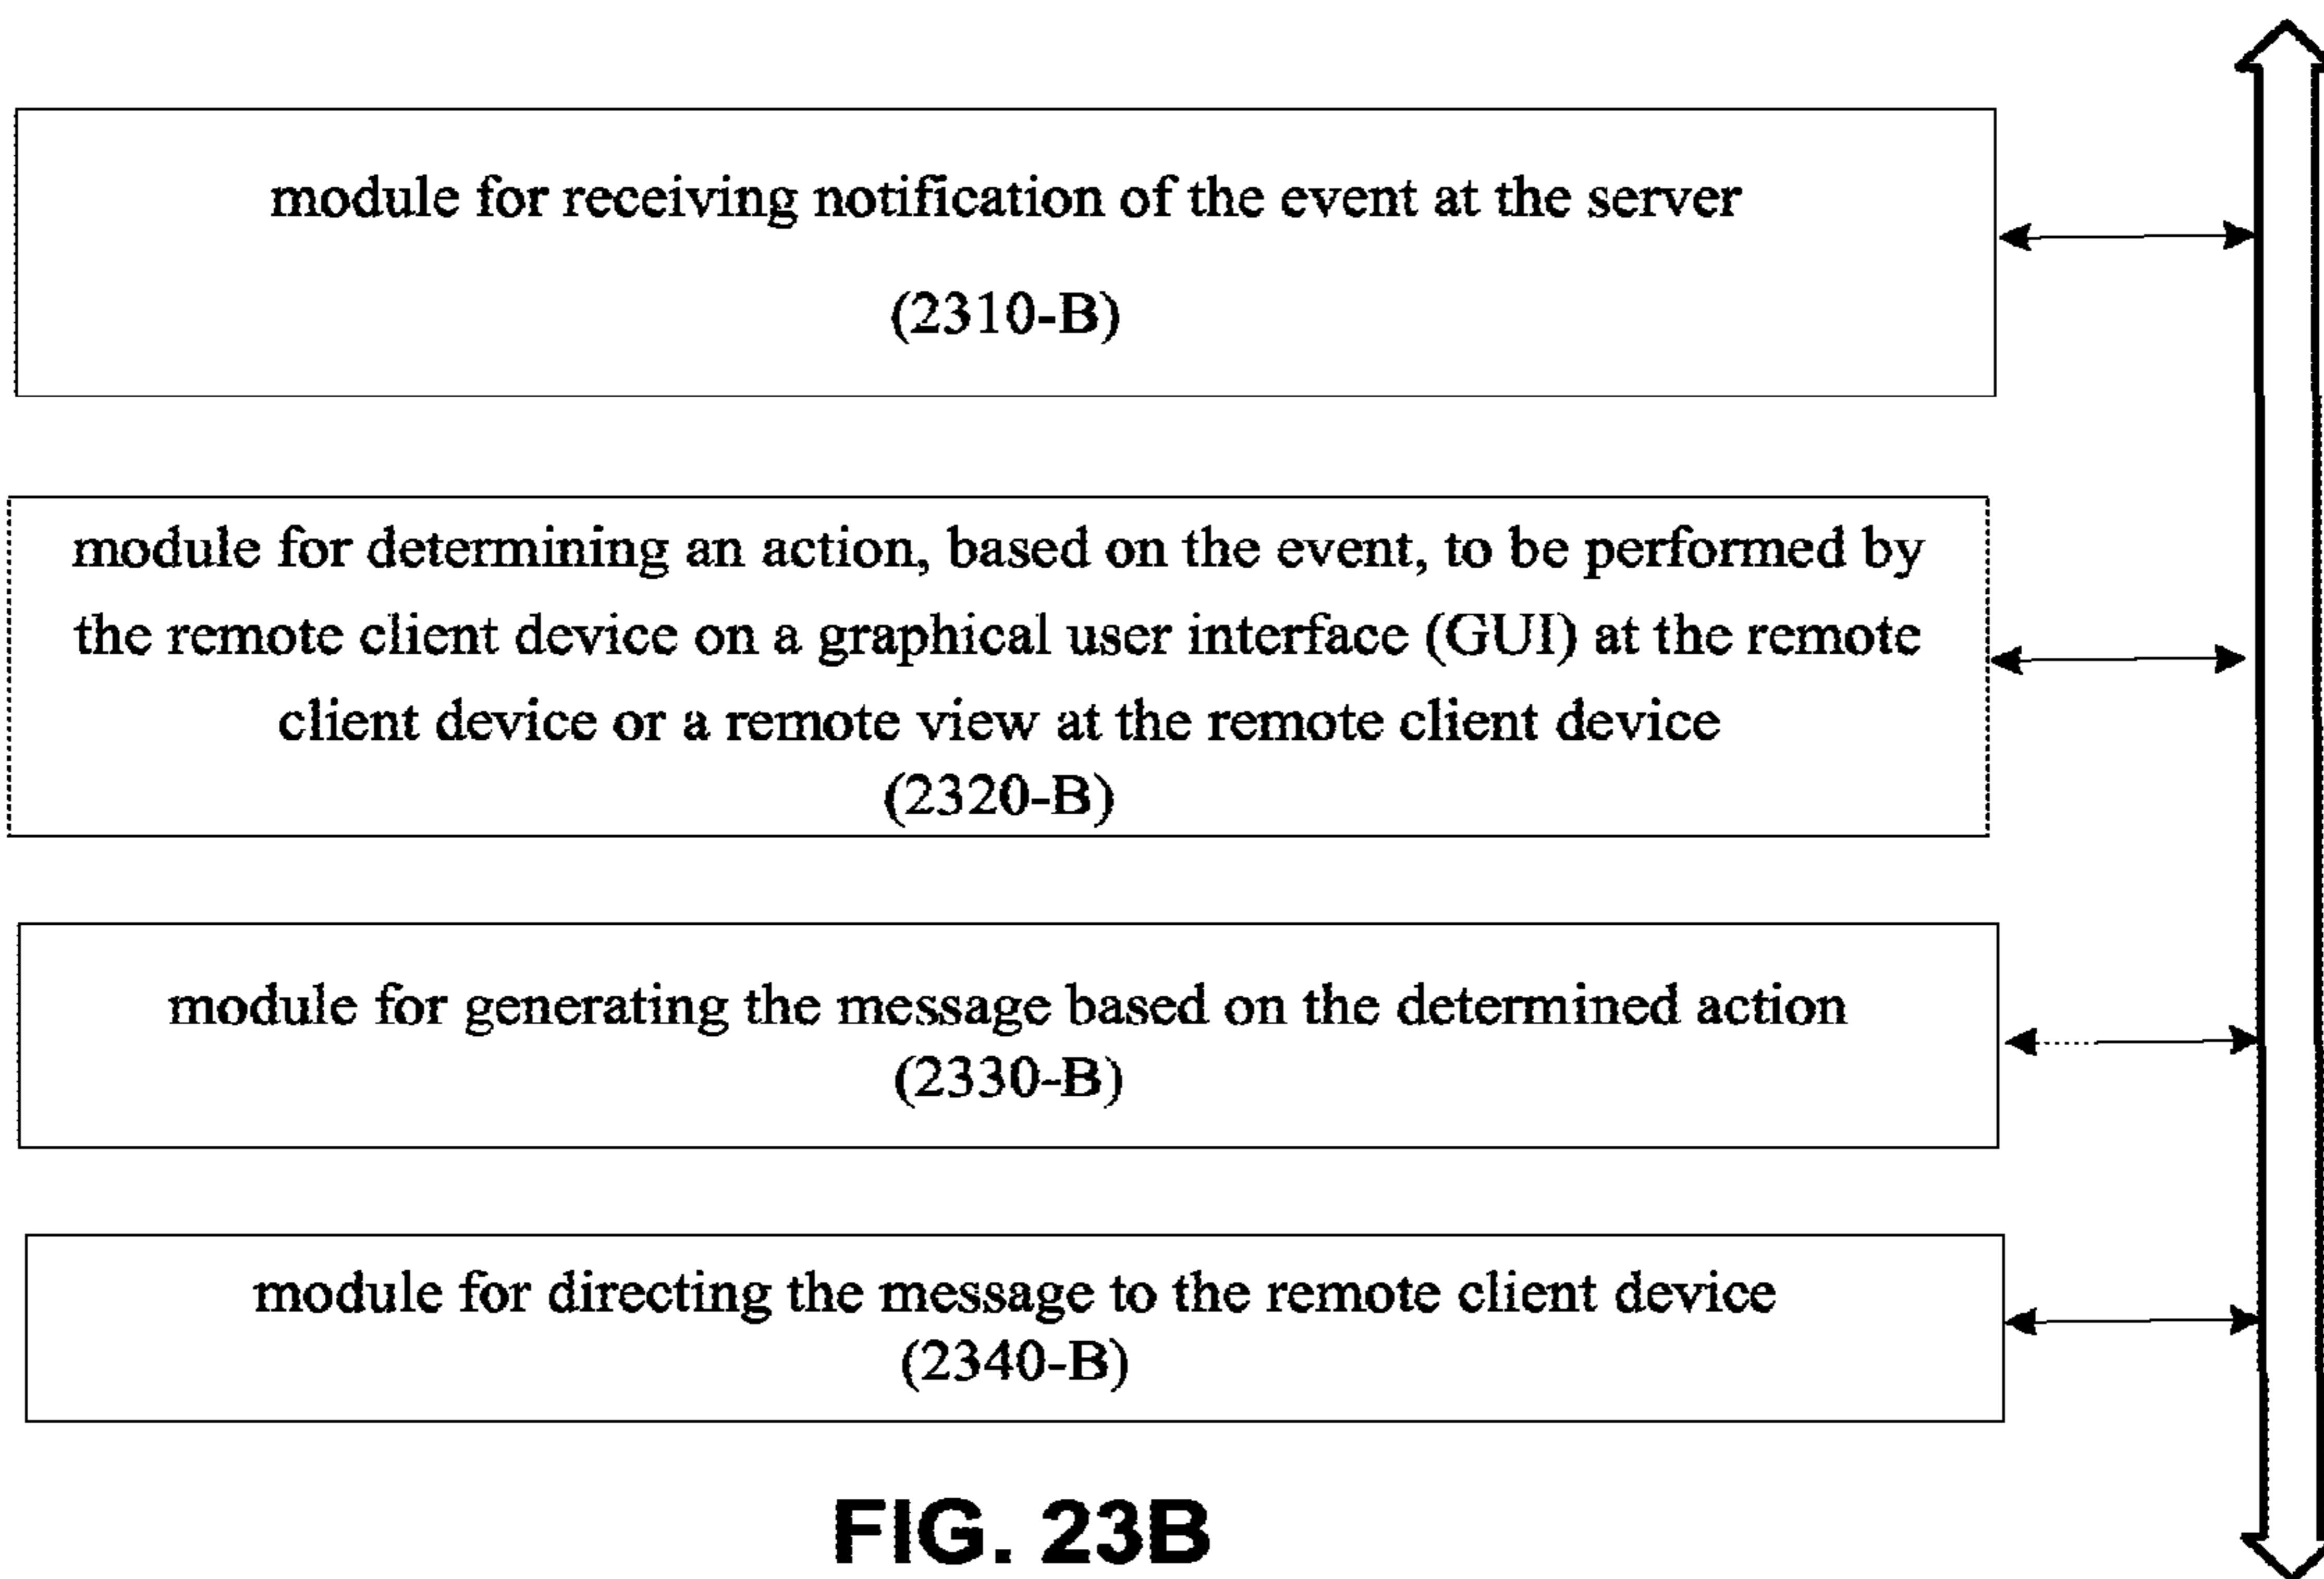 module for receiving notification of the event at the server
(2310-B)
module for determining an action, based on the event, to be performed by
the remote client device on a graphical user interface (GUI) at the remote
client device or a remote view at the remote client device
(2320-B)
module for generating the message based on the determined action
(2330-B)
module for directing the message to the remote client device
(2340-B)
FIG. 23B